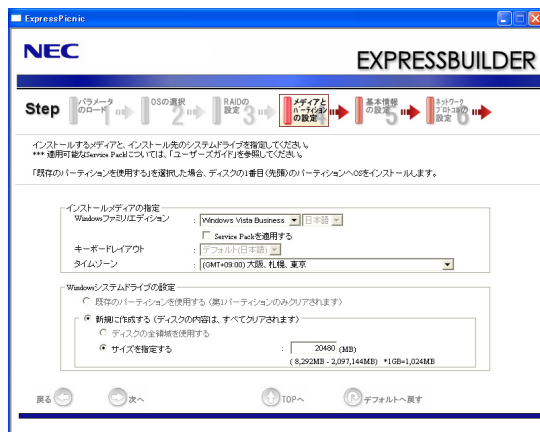 ExpressPicnic
NEC
EXPRESSBUILDER
Step パラメータのロード 1 OSの選択 2 RAIDの設定 3 メディアとパーティションの設定 4 基本情報の設定 5 ネットワークプロトコルの設定 6
インストールするメディアと、インストール先のシステムドライブを指定してください。
*** 適用可能なService Packについては、「ユーザーズガイド」を参照してください。
「既存のパーティションを使用する」を選択した場合、ディスクの1番目(先頭)のパーティションへOSをインストールします。
インストールメディアの指定
Windowsファミリ/エディション : Windows Vista Business 日本語
Service Packを適用する
キーボードレイアウト : デフォルト(日本語)
タイムゾーン : (GMT+09:00) 大阪、札幌、東京
Windowsシステムドライブの設定
既存のパーティションを使用する (第1パーティションのみクリアされます)
新規に作成する (ディスクの内容は、すべてクリアされます)
ディスクの全領域を使用する
サイズを指定する : 20480 (MB)
(8,292MB - 2,097,144MB) *1GB=1,024MB
戻る 次へ TOPへ デフォルトへ戻す